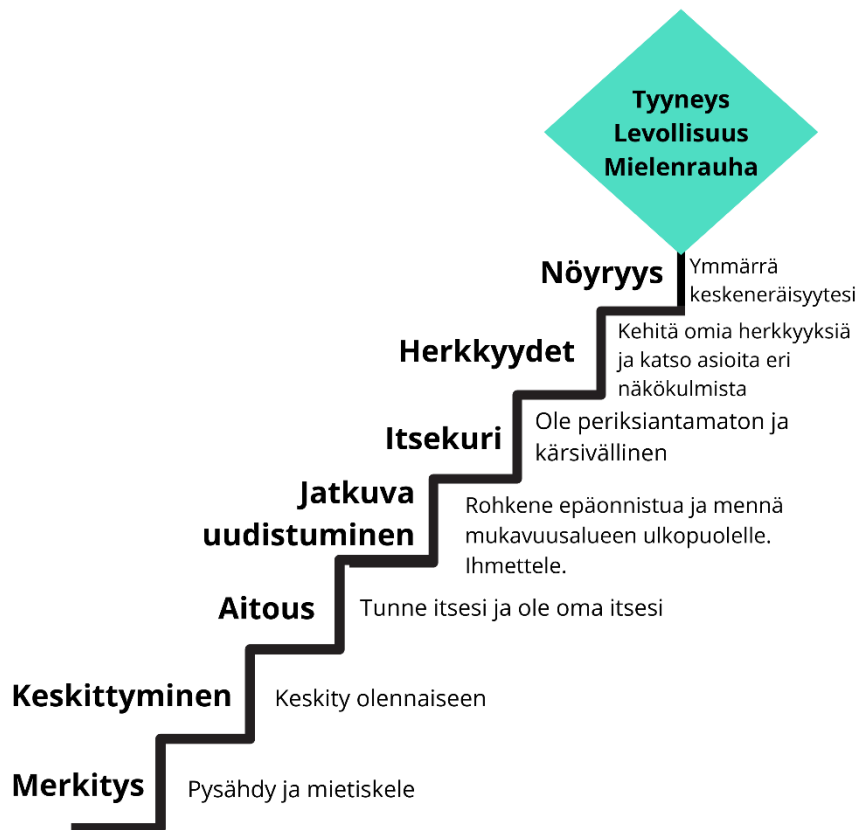 Tyyneys
Levollisuus
Mielenrauha
Nöyryys
Ymmärrä
keskeneräisyytesi
Herkkyydet
Kehitä omia herkkyyksiä
ja katso asioita eri
näkökulmista
Itsekuri
Ole periksiantamaton ja
kärsivällinen
Jatkuva
uudistuminen
Rohkene epäonnistua ja mennä
mukavuusalueen ulkopuolelle.
Ihmettele.
Aitous
Tunne itsesi ja ole oma itsesi
Keskittyminen
Keskity olennaiseen
Merkitys
Pysähdy ja mietiskele